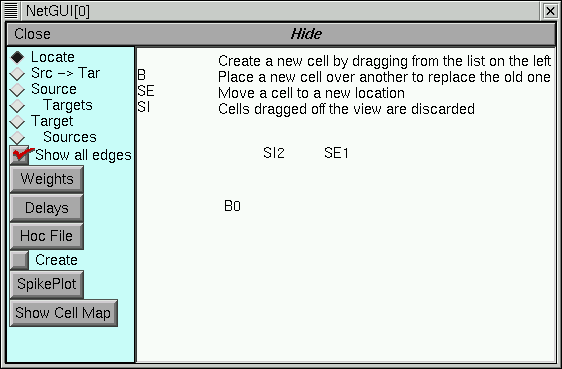 NetGUI[0]
Close Hide
Locate
Src -> Tar
Source
Targets
Target
Sources
Show all edges
Weights
Delays
Hoc File
Create
SpikePlot
Show Cell Map
Create a new cell by dragging from the list on the left
B Place a new cell over another to replace the old one
SE Move a cell to a new location
SI Cells dragged off the view are discarded
SI2 SE1
B0